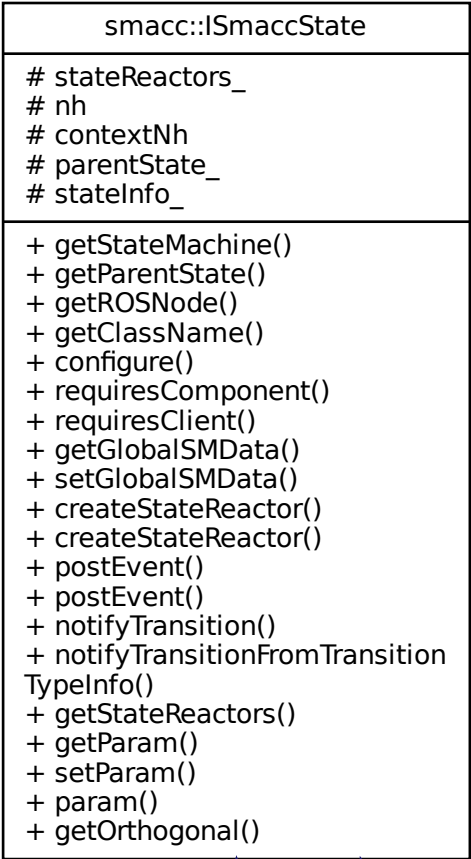 smacc::ISmaccState
# stateReactors_
# nh
# contextNh
# parentState_
# stateInfo_
+ getStateMachine()
+ getParentState()
+ getROSNode()
+ getClassName()
+ configure()
+ requiresComponent()
+ requiresClient()
+ getGlobalSMData()
+ setGlobalSMData()
+ createStateReactor()
+ createStateReactor()
+ postEvent()
+ postEvent()
+ notifyTransition()
+ notifyTransitionFromTransition
TypeInfo()
+ getStateReactors()
+ getParam()
+ setParam()
+ param()
+ getOrthogonal()